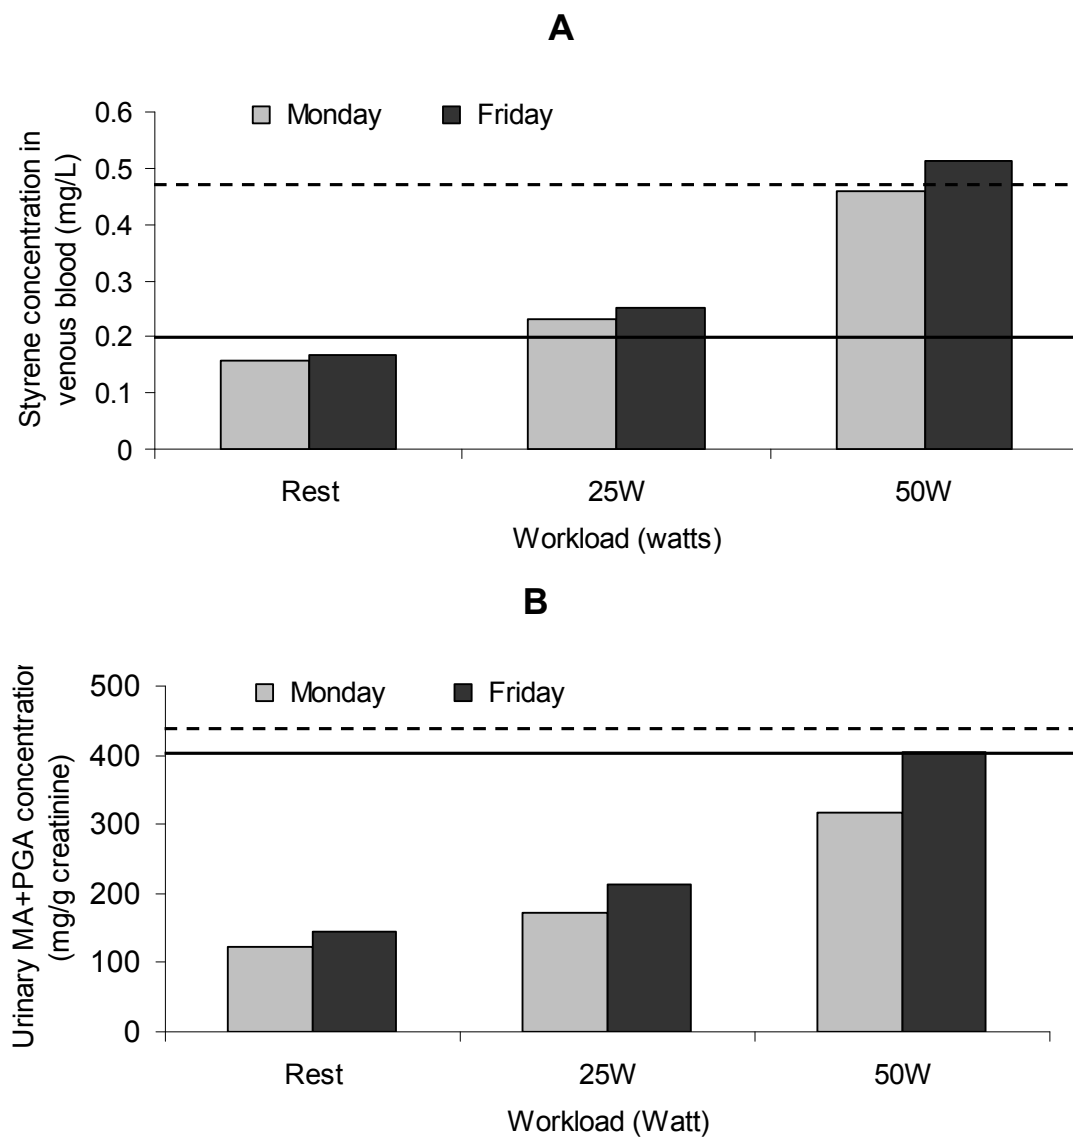 A
Monday Friday
Styrene concentration in
venous blood (mg/L)
0.6
0.5
0.4
0.3
0.2
0.1
0
Rest 25W 50W
Workload (watts)
B
Monday Friday
Urinary MA+PGA concentration
(mg/g creatinine)
500
400
300
200
100
0
Rest 25W 50W
Workload (Watt)